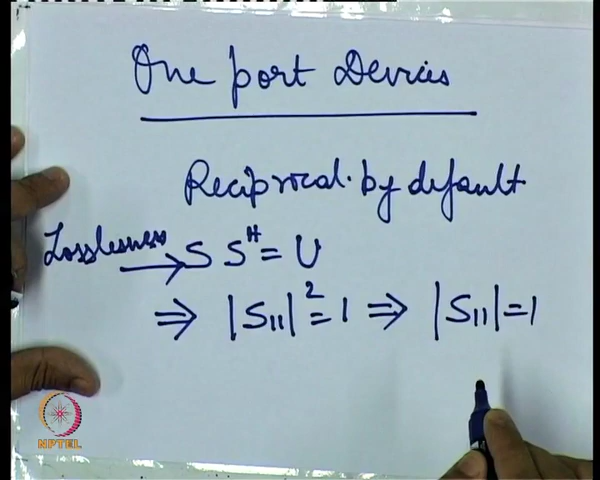 One port Devices
Reciprocal by default
Losslessness → S S^H = U
⇒ |S11|^2 = 1 ⇒ |S11| = 1
NPTEL